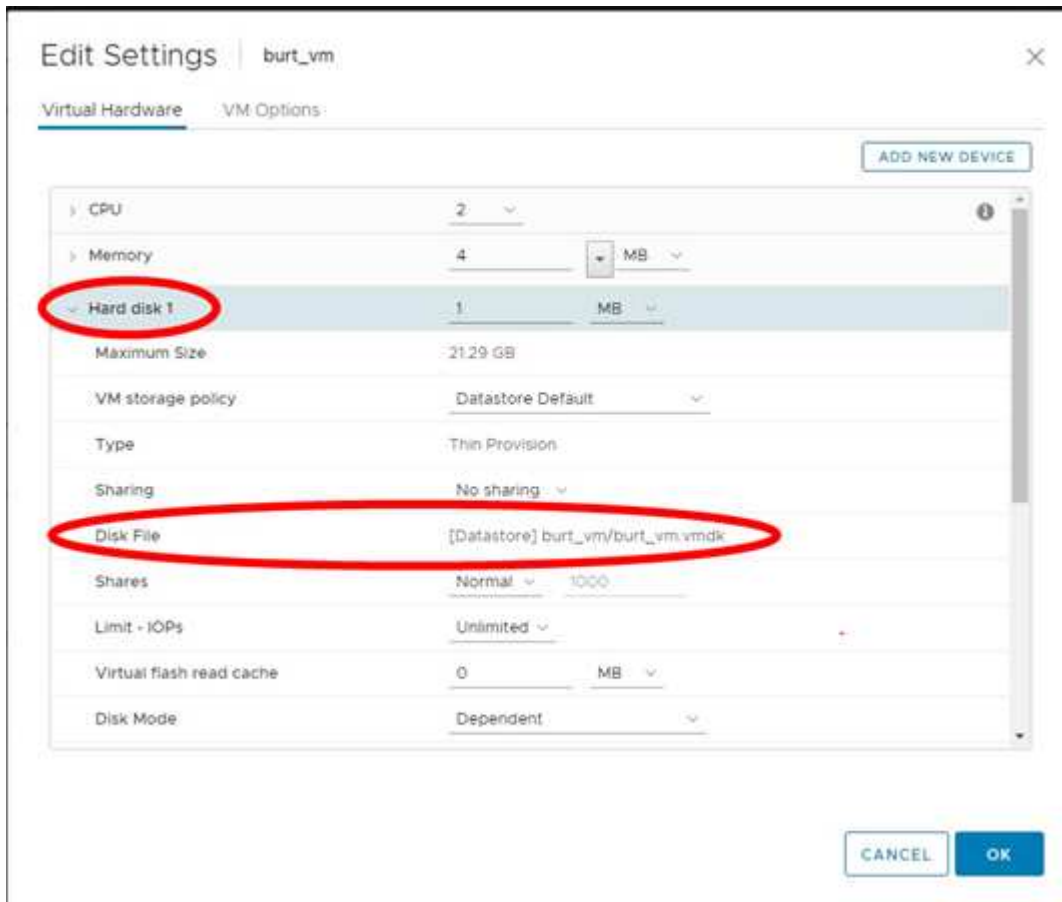 Edit Settings burt_vm
Virtual Hardware VM Options
ADD NEW DEVICE
CPU 2
Memory 4 MB
Hard disk 1 1 MB
Maximum Size 21.29 GB
VM storage policy Datastore Default
Type Thin Provision
Sharing No sharing
Disk File [Datastore] burt_vm/burt_vm.vmdk
Shares Normal 1000
Limit - IOPs Unlimited
Virtual flash read cache 0 MB
Disk Mode Dependent
CANCEL OK